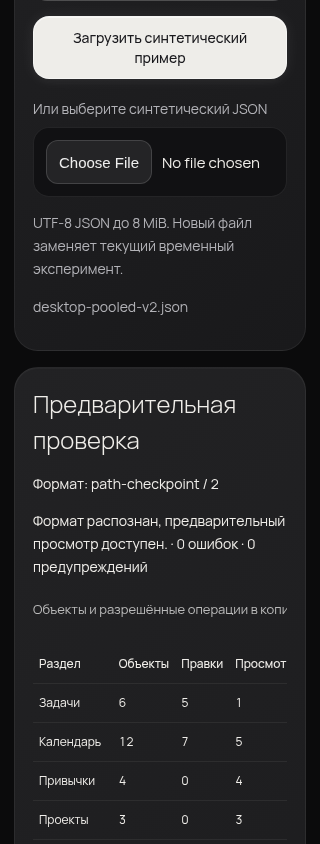 Загрузить синтетический
пример
Или выберите синтетический JSON
Choose File No file chosen
UTF-8 JSON до 8 MiB. Новый файл
заменяет текущий временный
эксперимент.
desktop-pooled-v2.json
Предварительная
проверка
Формат: path-checkpoint / 2
Формат распознан, предварительный
просмотр доступен. · 0 ошибок · 0
предупреждений
Объекты и разрешённые операции в копи
Раздел Объекты Правки Просмот
Задачи 6 5 1
Календарь 12 7 5
Привычки 4 0 4
Проекты 3 0 3